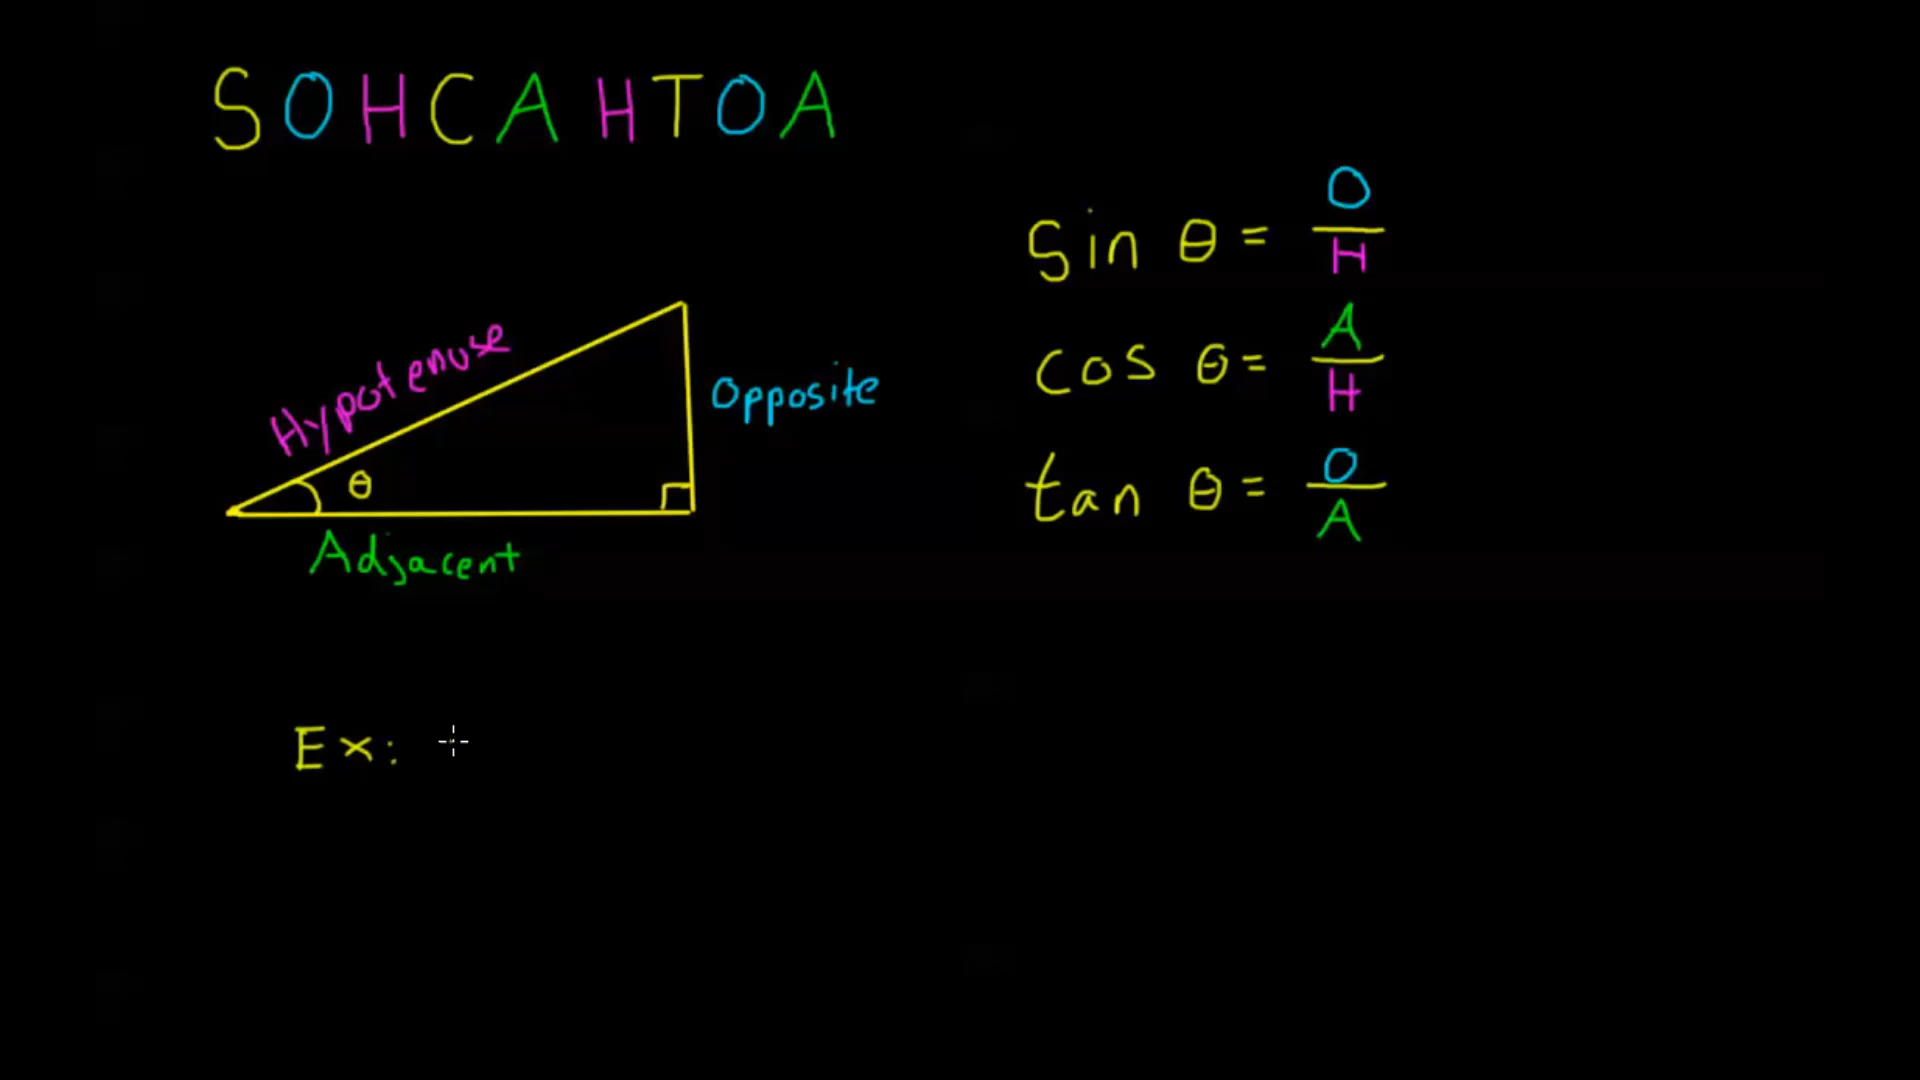 SOHCAHTOA
Sin θ = O/H
Hypotenuse
Opposite
cos θ = A/H
θ
tan θ = O/A
Adjacent
Ex: